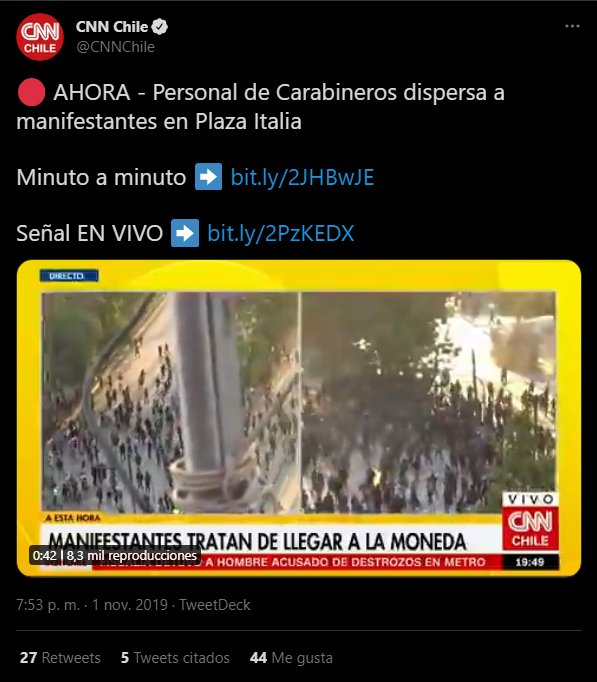 CNN Chile
@CNNChile
AHORA - Personal de Carabineros dispersa a
manifestantes en Plaza Italia
Minuto a minuto ➡ bit.ly/2JHBwJE
Señal EN VIVO ➡ bit.ly/2PzKEDX
DIRECTO
A ESTA HORA
VIVO
CNN
CHILE
MANIFESTANTES TRATAN DE LLEGAR A LA MONEDA
0:42 | 8,3 mil reproducciones
A HOMBRE ACUSADO DE DESTROZOS EN METRO
19:49
7:53 p. m. · 1 nov. 2019 · TweetDeck
27 Retweets 5 Tweets citados 44 Me gusta